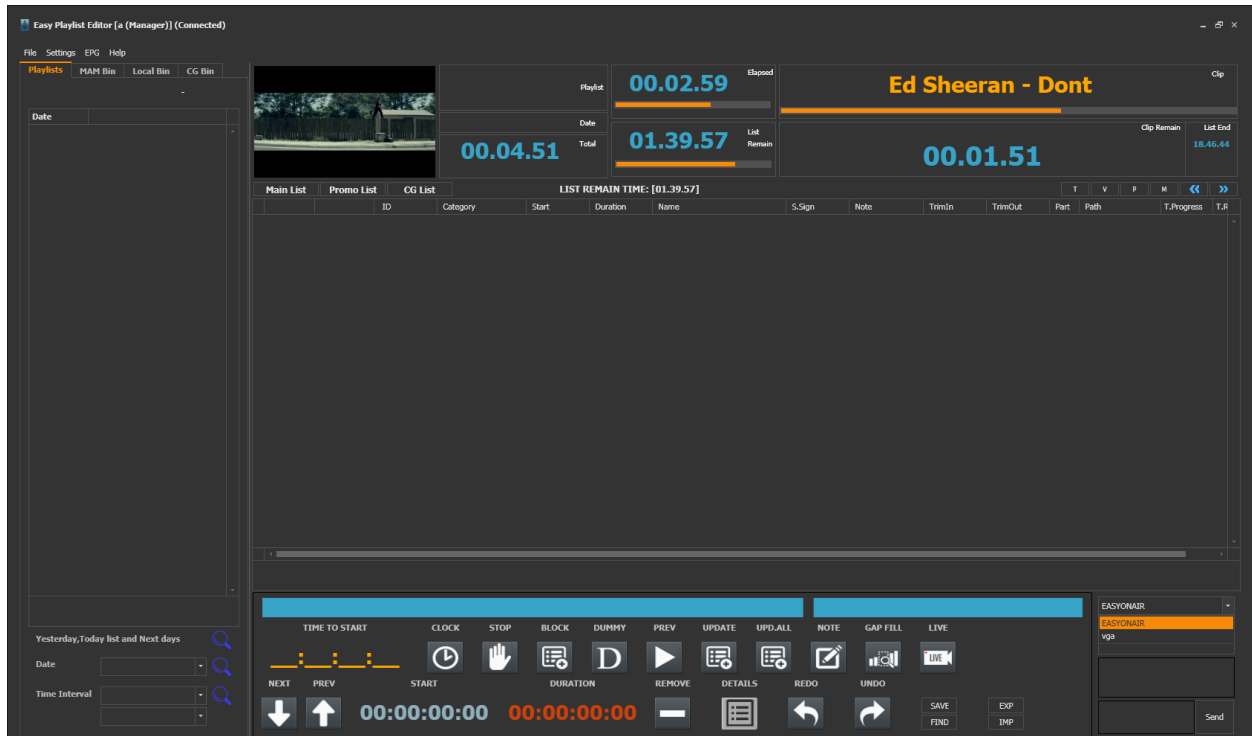 Easy Playlist Editor [a (Manager)] (Connected)
File Settings EPG Help
Playlists MAM Bin Local Bin CG Bin
-
Date
Yesterday,Today list and Next days
Date
Time Interval
Playlist
Date
00.04.51 Total
00.02.59 Elapsed
01.39.57 List Remain
Ed Sheeran - Dont Clip
00.01.51 Clip Remain
List End
18.46.44
Main List Promo List CG List LIST REMAIN TIME: [01.39.57] T V P M
ID Category Start Duration Name S.Sign Note TrimIn TrimOut Part Path T.Progress T.R
TIME TO START CLOCK STOP BLOCK DUMMY PREV UPDATE UPD.ALL NOTE GAP FILL LIVE
__:__:__:__ D LIVE
NEXT PREV START DURATION REMOVE DETAILS REDO UNDO
00:00:00:00 00:00:00:00
SAVE EXP
FIND IMP
EASYONAIR
EASYONAIR
vga
Send